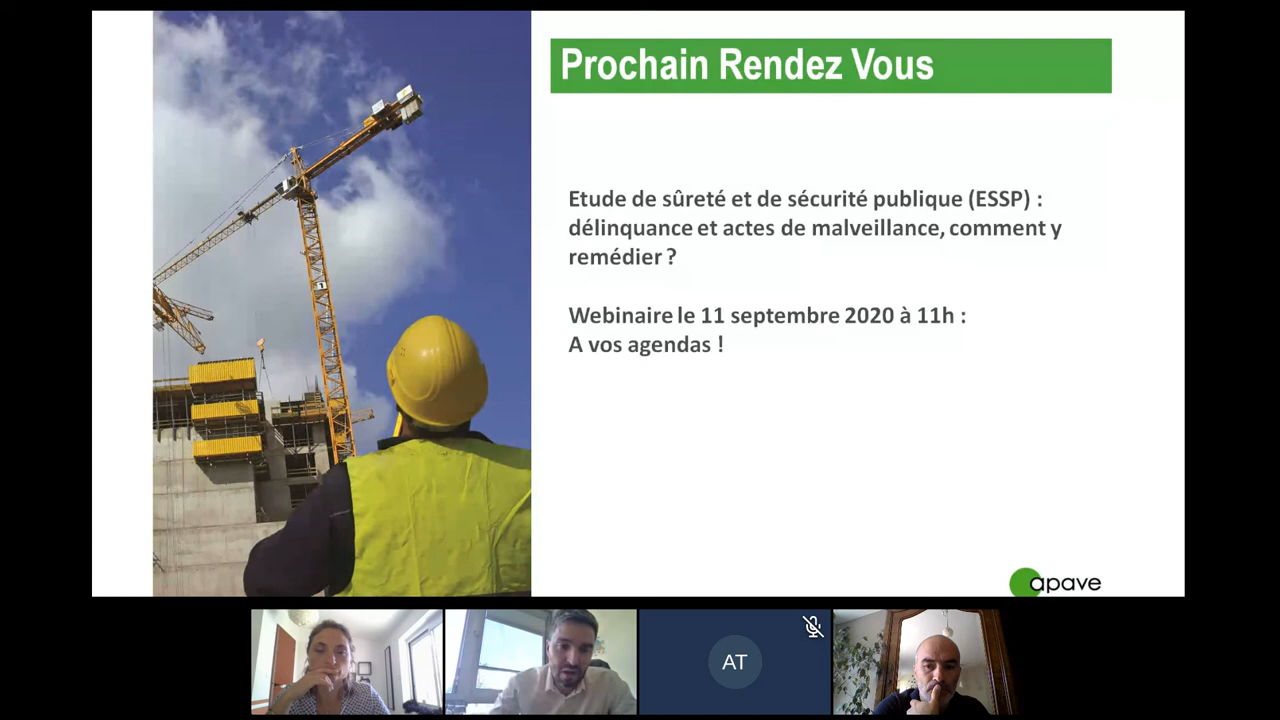 Prochain Rendez Vous
Etude de sûreté et de sécurité publique (ESSP) :
délinquance et actes de malveillance, comment y
remédier ?
Webinaire le 11 septembre 2020 à 11h :
A vos agendas !
1
apave
AT